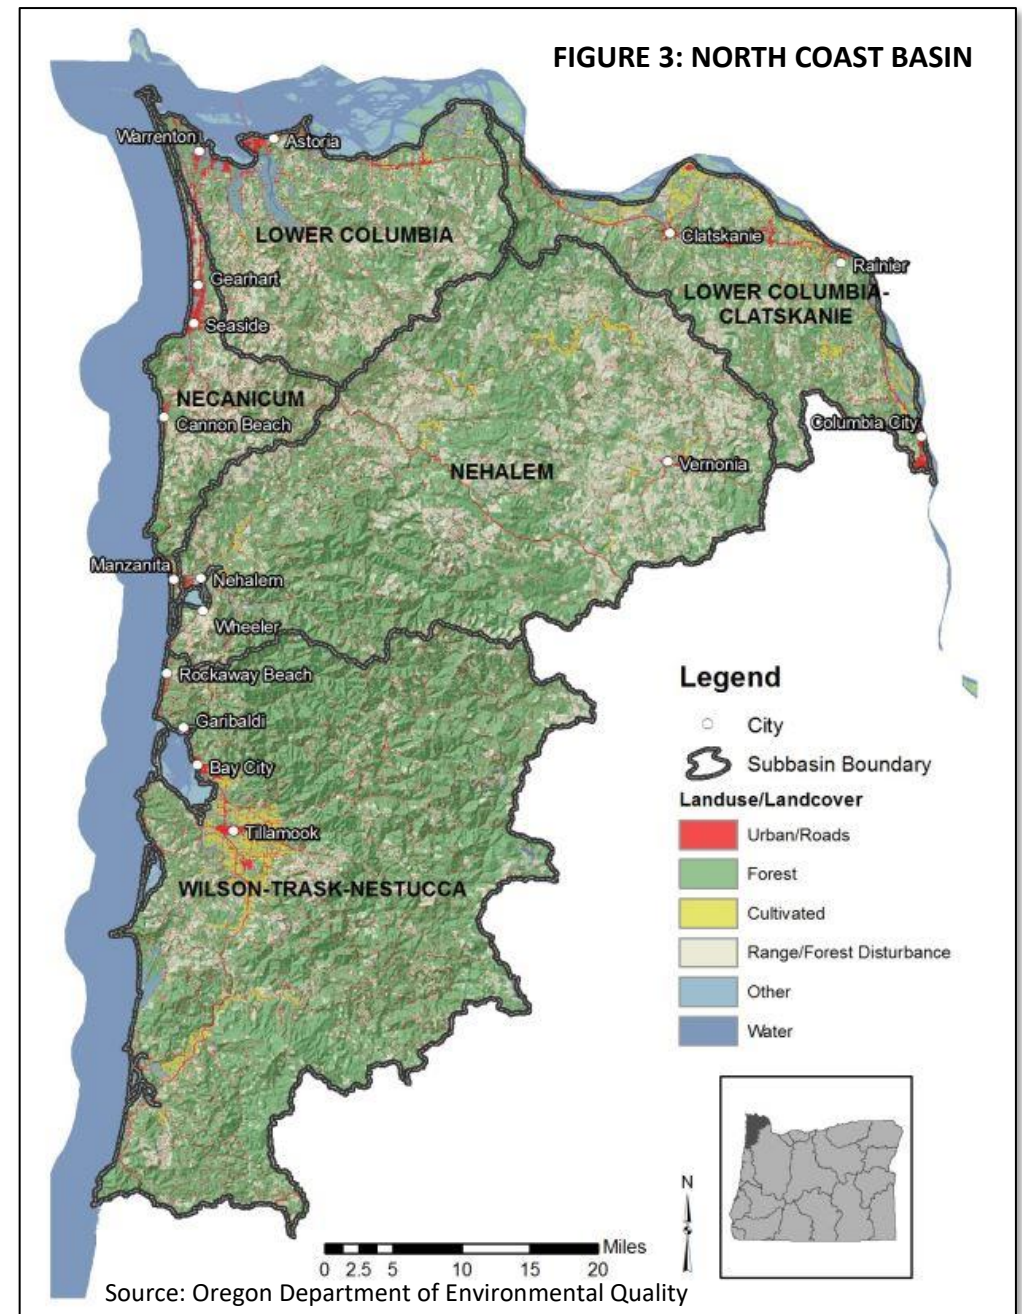 FIGURE 3: NORTH COAST BASIN
Warrenton
Astoria
LOWER COLUMBIA
Clatskanie
Rainier
Gearhart
LOWER COLUMBIA-
CLATSKANIE
Seaside
NECANICUM
Cannon Beach
Columbia City
NEHALEM
Vernonia
Manzanita
Nehalem
Wheeler
Rockaway Beach
Garibaldi
Bay City
Tillamook
WILSON-TRASK-NESTUCCA
Legend
City
Subbasin Boundary
Landuse/Landcover
Urban/Roads
Forest
Cultivated
Range/Forest Disturbance
Other
Water
N
Miles
0 2.5 5 10 15 20
Source: Oregon Department of Environmental Quality